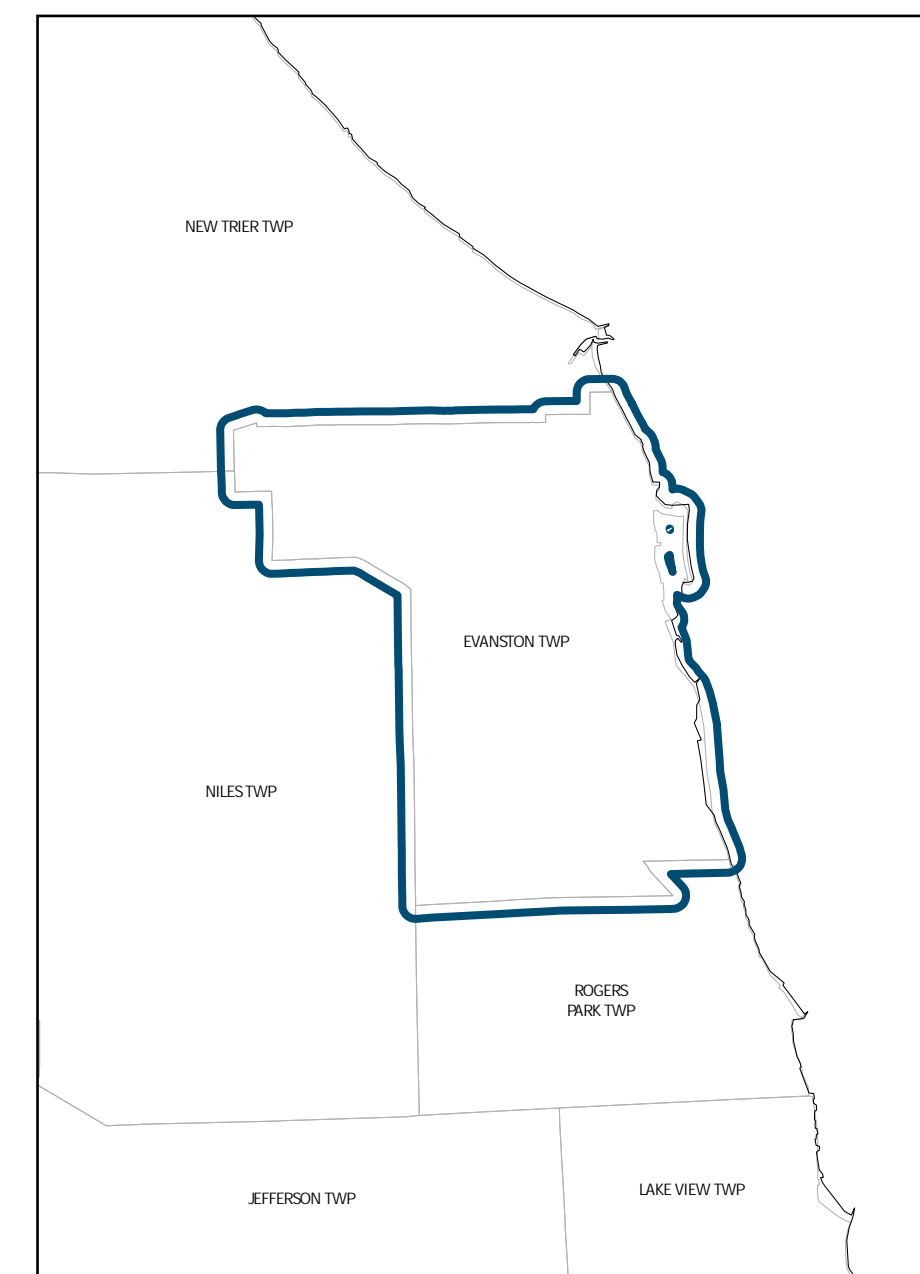 NEW TRIER TWP
EVANSTON TWP
NILES TWP
ROGERS
PARK TWP
LAKE VIEW TWP
JEFFERSON TWP